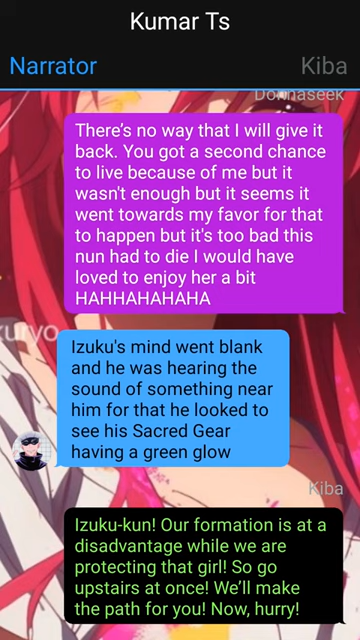 Kumar Ts
Narrator
Kiba
Donnaseek
There's no way that I will give it
back. You got a second chance
to live because of me but it
wasn't enough but it seems it
went towards my favor for that
to happen but it's too bad this
nun had to die I would have
loved to enjoy her a bit
HAHHAHAHAHA
kuryo
Izuku's mind went blank
and he was hearing the
sound of something near
him for that he looked to
see his Sacred Gear
having a green glow
Kiba
Izuku-kun! Our formation is at a
disadvantage while we are
protecting that girl! So go
upstairs at once! We'll make
the path for you! Now, hurry!